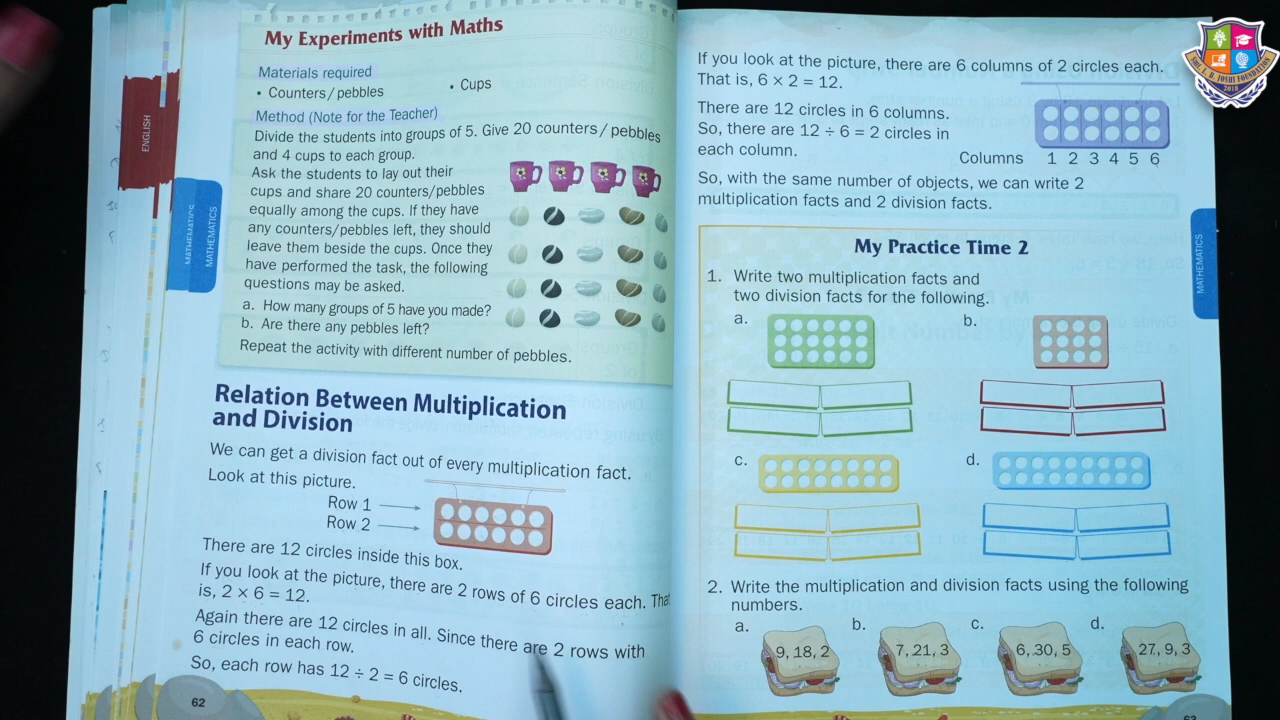 My Experiments with Maths
Materials required
• Counters/pebbles
• Cups
Method (Note for the Teacher)
Divide the students into groups of 5. Give 20 counters/pebbles
and 4 cups to each group.
Ask the students to lay out their
cups and share 20 counters/pebbles
equally among the cups. If they have
any counters/pebbles left, they should
leave them beside the cups. Once they
have performed the task, the following
questions may be asked.
a. How many groups of 5 have you made?
b. Are there any pebbles left?
Repeat the activity with different number of pebbles.
Relation Between Multiplication
and Division
We can get a division fact out of every multiplication fact.
Look at this picture.
Row 1
Row 2
There are 12 circles inside this box.
If you look at the picture, there are 2 rows of 6 circles each. That
is, 2 × 6 = 12.
Again there are 12 circles in all. Since there are 2 rows with
6 circles in each row.
So, each row has 12 ÷ 2 = 6 circles.
62
ENGLISH
MATHEMATICS
MATHEMATICS
If you look at the picture, there are 6 columns of 2 circles each.
That is, 6 × 2 = 12.
There are 12 circles in 6 columns.
So, there are 12 ÷ 6 = 2 circles in
each column.
Columns 1 2 3 4 5 6
So, with the same number of objects, we can write 2
multiplication facts and 2 division facts.
My Practice Time 2
1. Write two multiplication facts and
two division facts for the following.
a.
b.
c.
d.
2. Write the multiplication and division facts using the following
numbers.
a. 9, 18, 2
b. 7, 21, 3
c. 6, 30, 5
d. 27, 9, 3
63
MATHEMATICS
2018